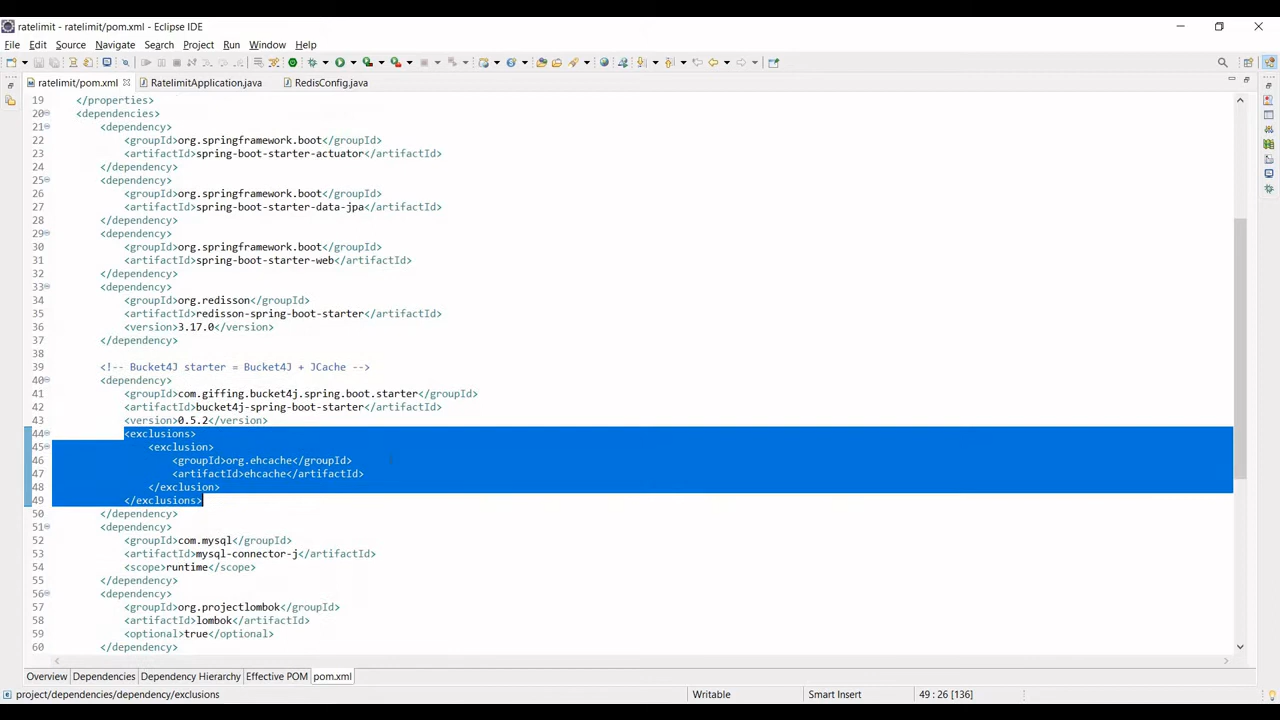 ratelimit - ratelimit/pom.xml - Eclipse IDE
File Edit Source Navigate Search Project Run Window Help
ratelimit/pom.xml RatelimitApplication.java RedisConfig.java
19 </properties>
20 <dependencies>
21 <dependency>
22 <groupId>org.springframework.boot</groupId>
23 <artifactId>spring-boot-starter-actuator</artifactId>
24 </dependency>
25 <dependency>
26 <groupId>org.springframework.boot</groupId>
27 <artifactId>spring-boot-starter-data-jpa</artifactId>
28 </dependency>
29 <dependency>
30 <groupId>org.springframework.boot</groupId>
31 <artifactId>spring-boot-starter-web</artifactId>
32 </dependency>
33 <dependency>
34 <groupId>org.redisson</groupId>
35 <artifactId>redisson-spring-boot-starter</artifactId>
36 <version>3.17.0</version>
37 </dependency>
38
39 <!-- Bucket4J starter = Bucket4J + JCache -->
40 <dependency>
41 <groupId>com.giffing.bucket4j.spring.boot.starter</groupId>
42 <artifactId>bucket4j-spring-boot-starter</artifactId>
43 <version>0.5.2</version>
44 <exclusions>
45 <exclusion>
46 <groupId>org.ehcache</groupId>
47 <artifactId>ehcache</artifactId>
48 </exclusion>
49 </exclusions>
50 </dependency>
51 <dependency>
52 <groupId>com.mysql</groupId>
53 <artifactId>mysql-connector-j</artifactId>
54 <scope>runtime</scope>
55 </dependency>
56 <dependency>
57 <groupId>org.projectlombok</groupId>
58 <artifactId>lombok</artifactId>
59 <optional>true</optional>
60 </dependency>
Overview Dependencies Dependency Hierarchy Effective POM pom.xml
project/dependencies/dependency/exclusions Writable Smart Insert 49 : 26 [136]